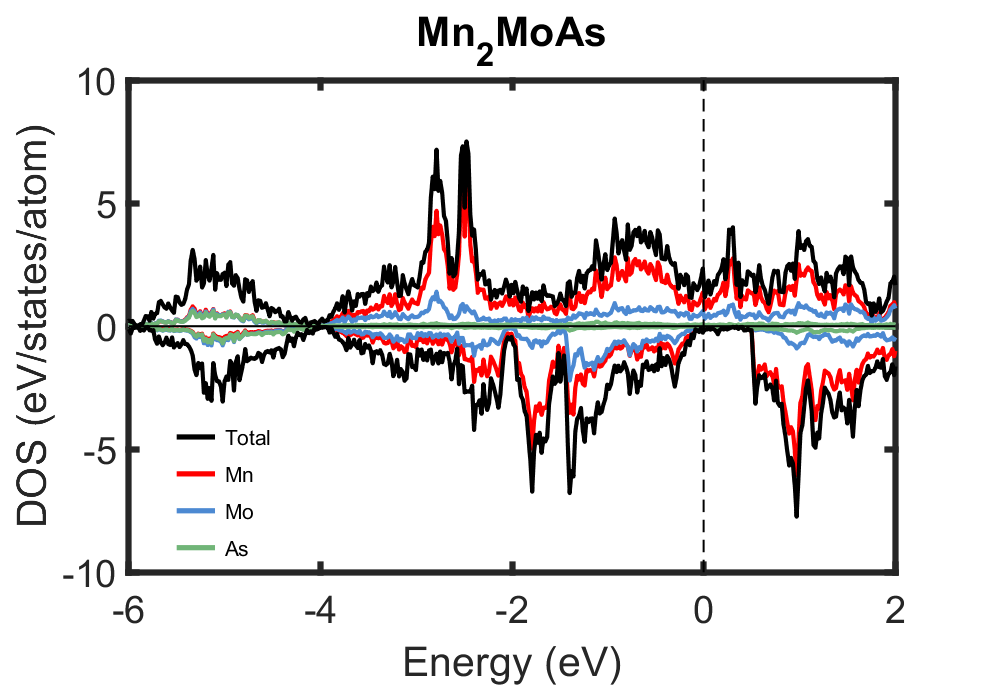 Mn₂MoAs
10
5
0
-5
-10
DOS (eV/states/atom)
Total
Mn
Mo
As
-6 -4 -2 0 2
Energy (eV)